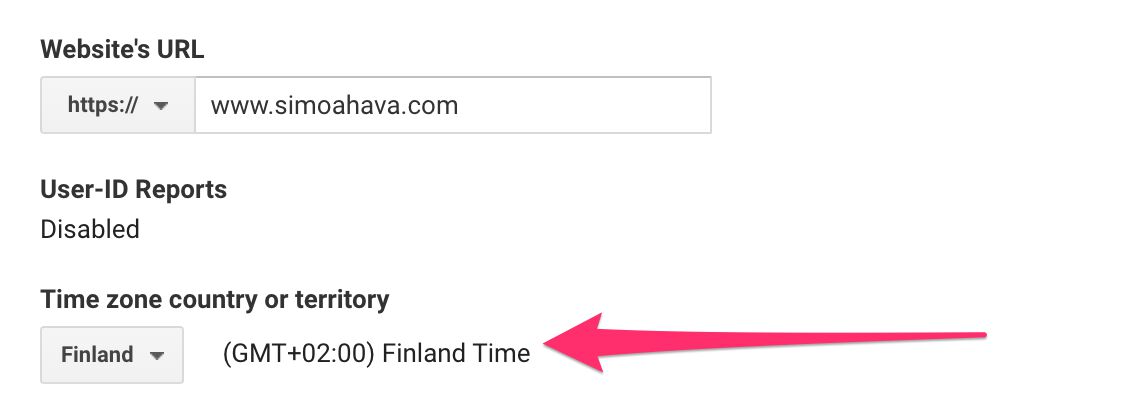 Website's URL
https:// www.simoahava.com
User-ID Reports
Disabled
Time zone country or territory
Finland (GMT+02:00) Finland Time